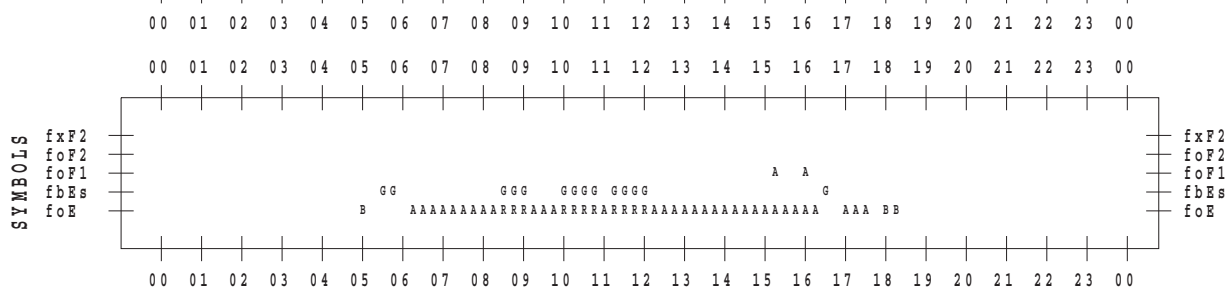 00 01 02 03 04 05 06 07 08 09 10 11 12 13 14 15 16 17 18 19 20 21 22 23 00
00 01 02 03 04 05 06 07 08 09 10 11 12 13 14 15 16 17 18 19 20 21 22 23 00
SYMBOLS
fxF2 fxF2
foF2 foF2
foF1 A A foF1
fbEs GG GGG GGGG GGGG G fbEs
foE B AAAAAAAAARRRAAARRRRARRRRAAAAAAAAAAAAAAAAA AAA BB foE
00 01 02 03 04 05 06 07 08 09 10 11 12 13 14 15 16 17 18 19 20 21 22 23 00